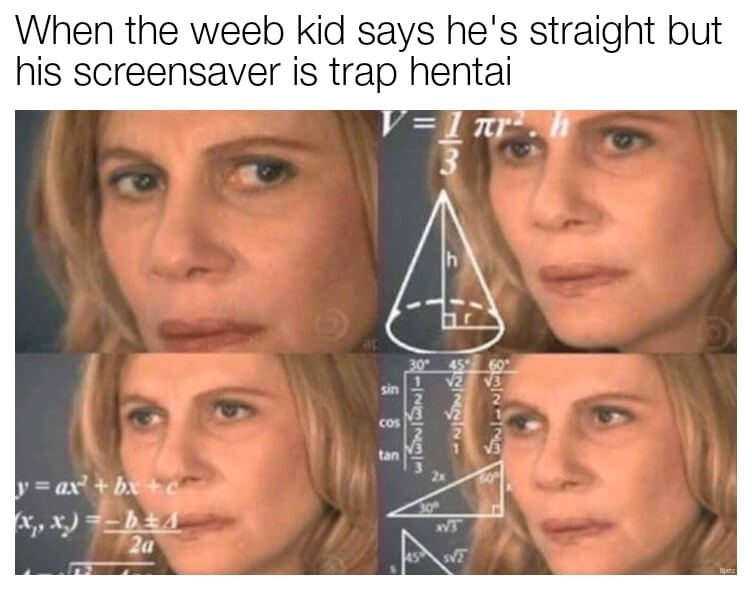 When the weeb kid says he's straight but
his screensaver is trap hentai
V = 1/3 πr². h
h
r
30° 45° 60°
sin 1/2 √2/2 √3/2
cos √3/2 √2/2 1/2
tan √3/3 1 √3
y = ax² + bx + c
2x
60°
30°
x√3
2a
45°
s√2
s